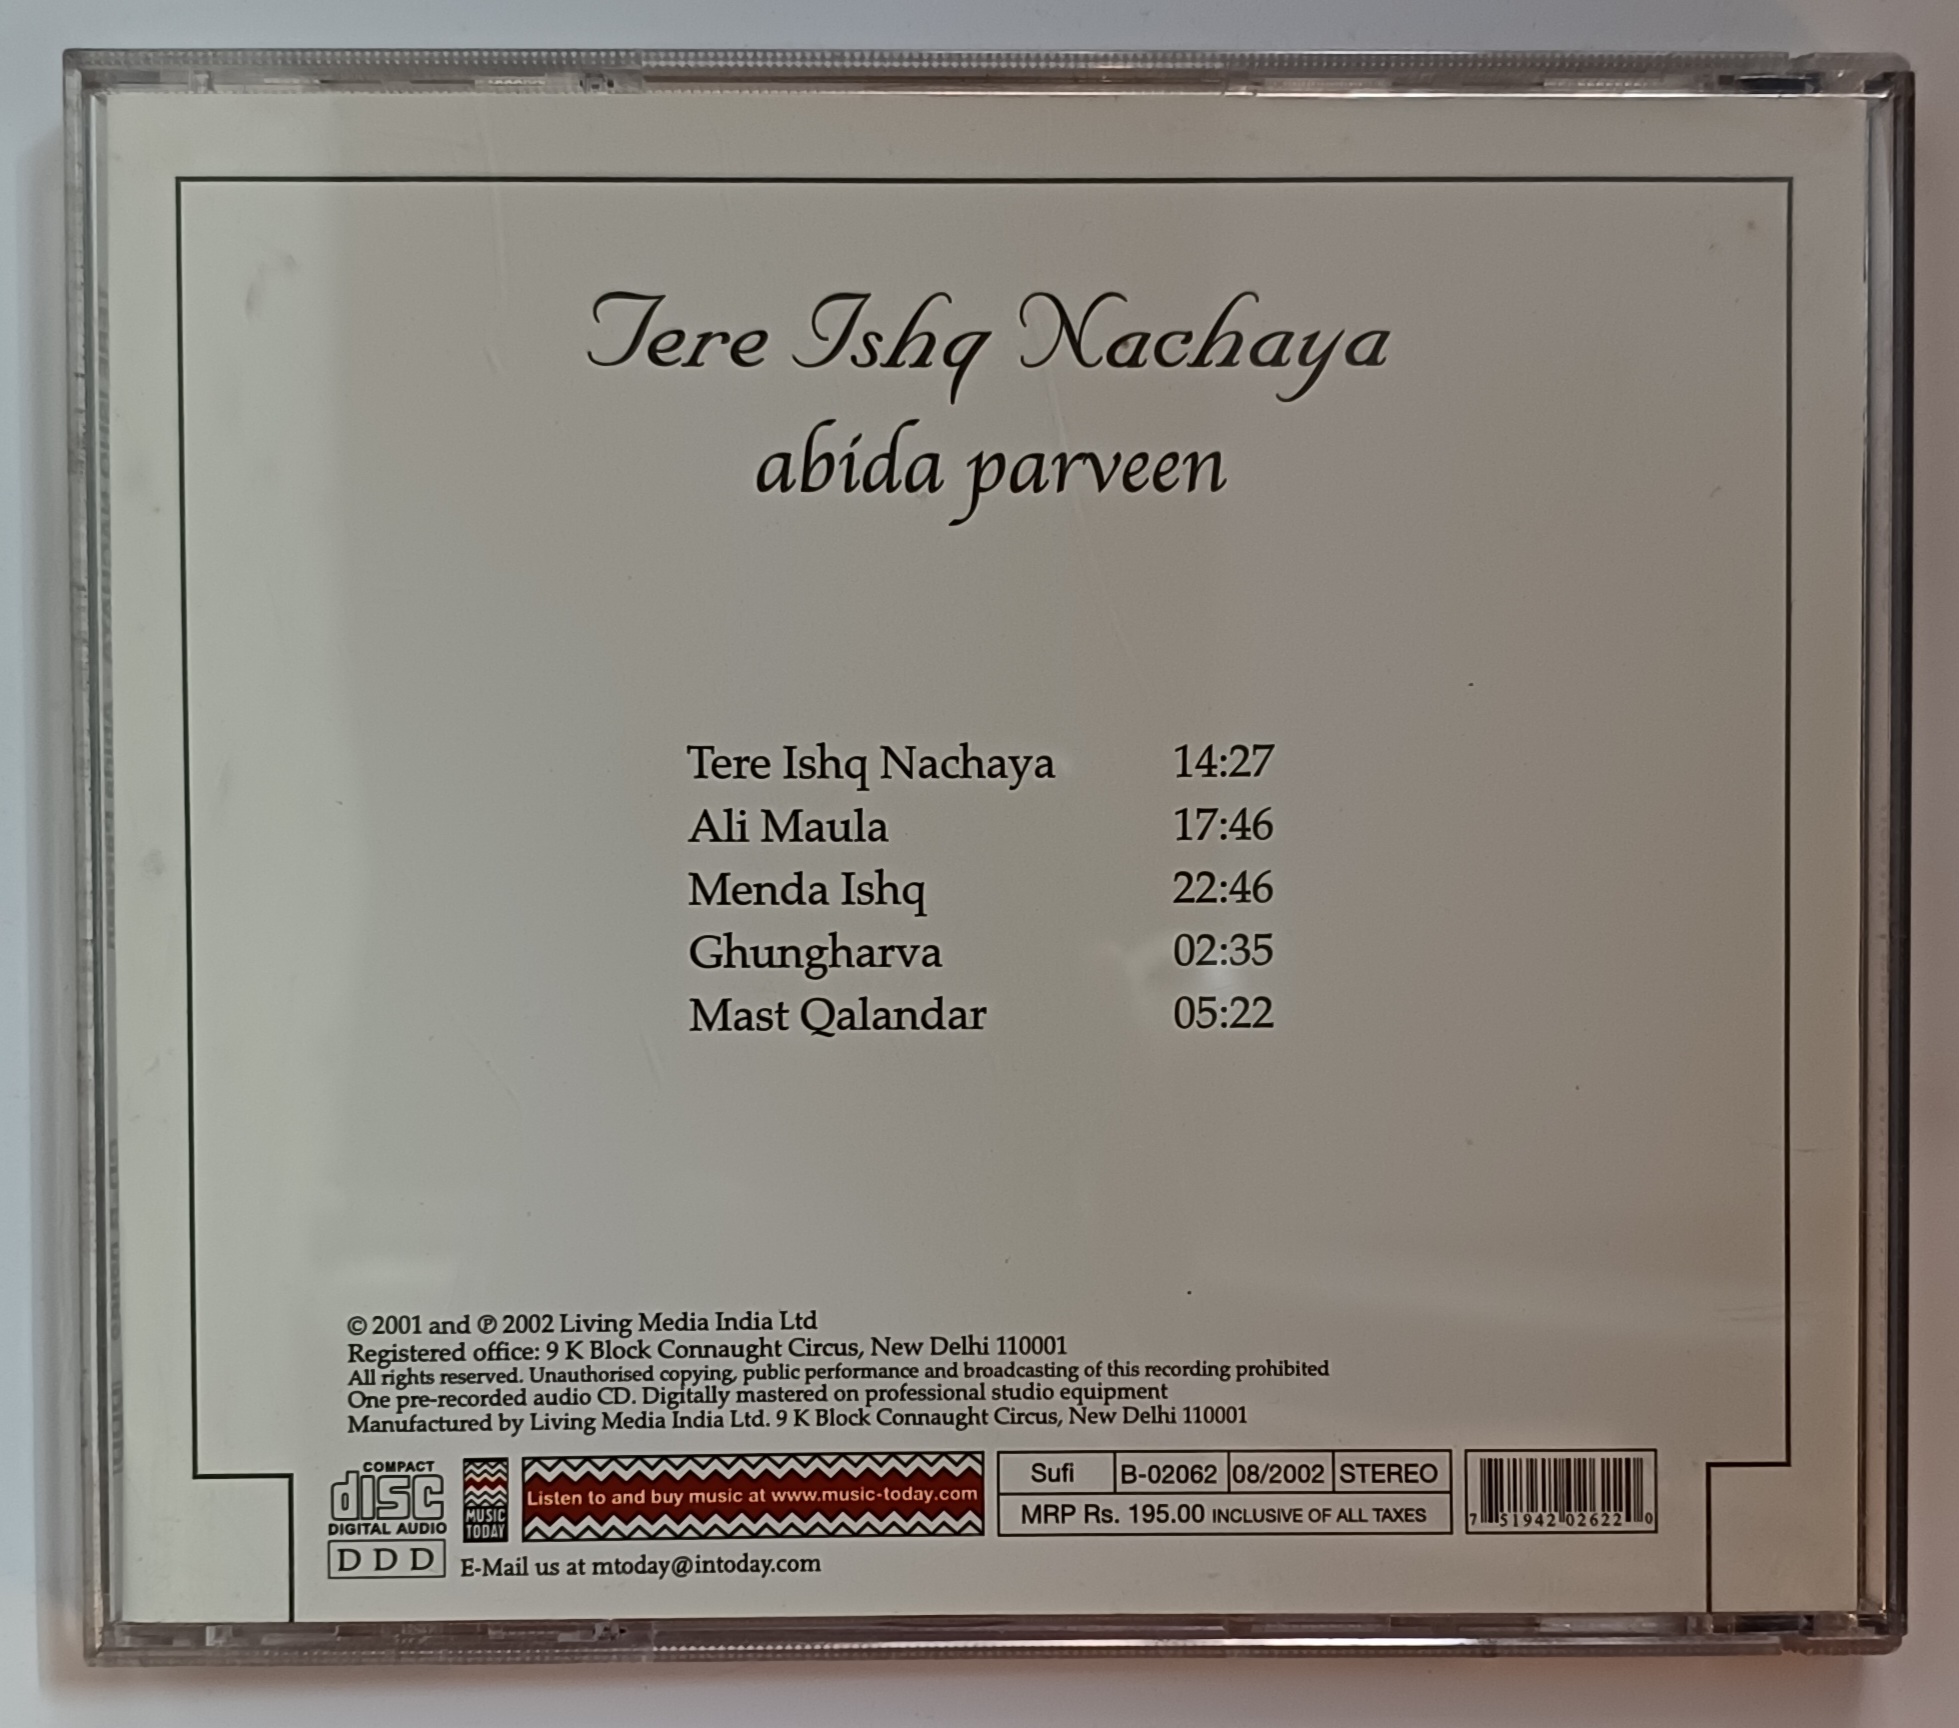 Tere Ishq Nachaya
abida parveen
Tere Ishq Nachaya 14:27
Ali Maula 17:46
Menda Ishq 22:46
Ghungharva 02:35
Mast Qalandar 05:22
© 2001 and ℗ 2002 Living Media India Ltd
Registered office: 9 K Block Connaught Circus, New Delhi 110001
All rights reserved. Unauthorised copying, public performance and broadcasting of this recording prohibited
One pre-recorded audio CD. Digitally mastered on professional studio equipment
Manufactured by Living Media India Ltd. 9 K Block Connaught Circus, New Delhi 110001
COMPACT
disc
DIGITAL AUDIO
D D D
MUSIC
TODAY
Listen to and buy music at www.music-today.com
E-Mail us at mtoday@intoday.com
Sufi B-02062 08/2002 STEREO
MRP Rs. 195.00 INCLUSIVE OF ALL TAXES
7 51942 02622 0